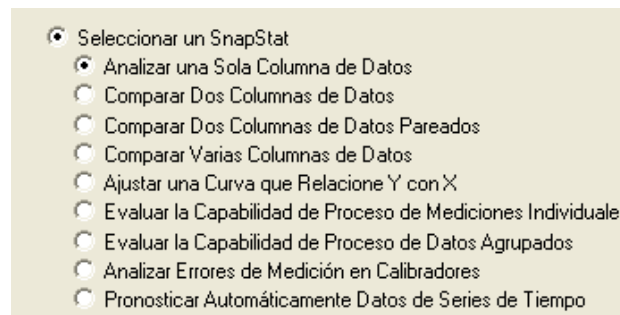 Seleccionar un SnapStat
Analizar una Sola Columna de Datos
Comparar Dos Columnas de Datos
Comparar Dos Columnas de Datos Pareados
Comparar Varias Columnas de Datos
Ajustar una Curva que Relacione Y con X
Evaluar la Capabilidad de Proceso de Mediciones Individuale
Evaluar la Capabilidad de Proceso de Datos Agrupados
Analizar Errores de Medición en Calibradores
Pronosticar Automáticamente Datos de Series de Tiempo